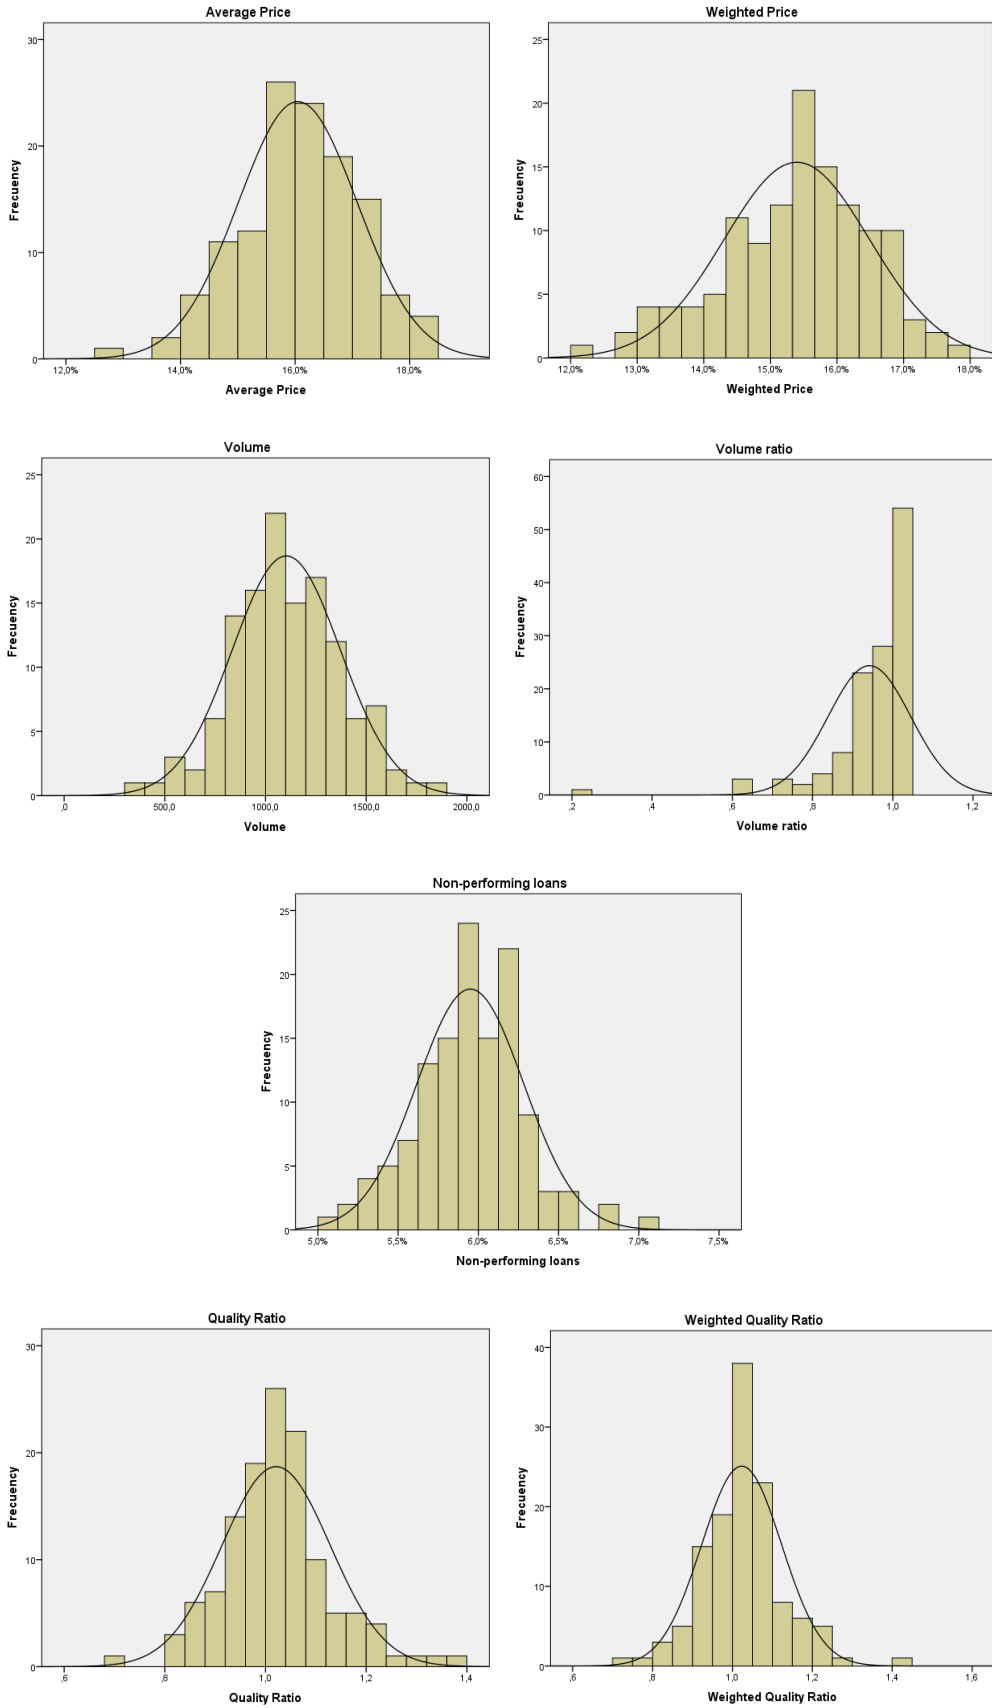 Average Price
Frecuency
30
20
10
0
12,0% 14,0% 16,0% 18,0%
Average Price
Weighted Price
Frecuency
25
20
15
10
5
0
12,0% 13,0% 14,0% 15,0% 16,0% 17,0% 18,0%
Weighted Price
Volume
Frecuency
25
20
15
10
5
0
,0 500,0 1000,0 1500,0 2000,0
Volume
Volume ratio
Frecuency
60
50
40
30
20
10
0
,2 ,4 ,6 ,8 1,0 1,2
Volume ratio
Non-performing loans
Frecuency
25
20
15
10
5
0
5,0% 5,5% 6,0% 6,5% 7,0% 7,5%
Non-performing loans
Quality Ratio
Frecuency
30
20
10
0
,6 ,8 1,0 1,2 1,4
Quality Ratio
Weighted Quality Ratio
Frecuency
40
30
20
10
0
,6 ,8 1,0 1,2 1,4 1,6
Weighted Quality Ratio